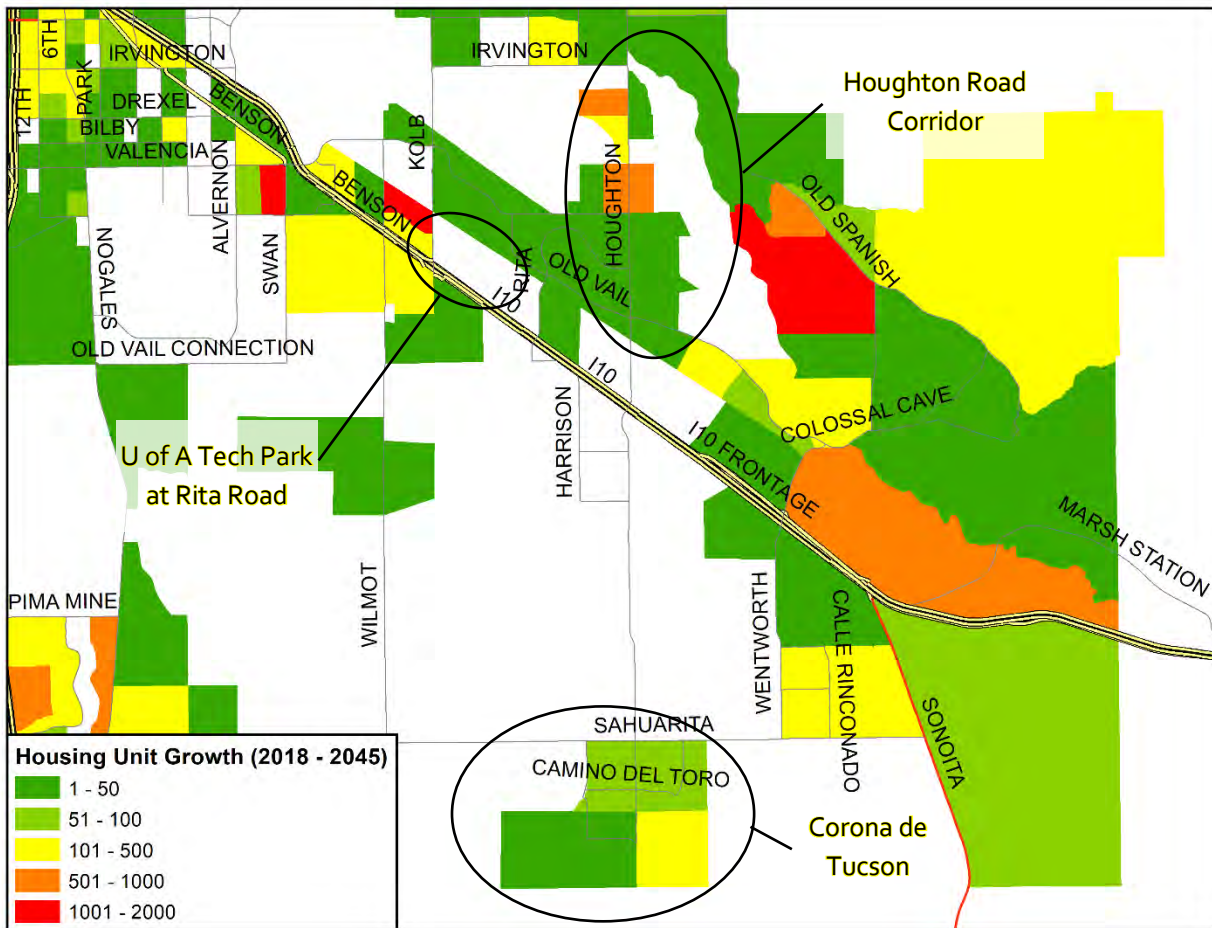 6TH
IRVINGTON
IRVINGTON
12TH
PARK
DREXEL
BENSON
BILBY
VALENCIA
KOLB
Houghton Road
Corridor
ALVERNON
BENSON
HOUGHTON
OLD SPANISH
NOGALES
SWAN
RITA
OLD VAIL
I10
OLD VAIL CONNECTION
I10
COLOSSAL CAVE
U of A Tech Park
at Rita Road
HARRISON
I10 FRONTAGE
MARSH STATION
PIMA MINE
WILMOT
WENTWORTH
CALLE RINCONADO
SONOITA
SAHUARITA
CAMINO DEL TORO
Corona de
Tucson
Housing Unit Growth (2018 - 2045)
1 - 50
51 - 100
101 - 500
501 - 1000
1001 - 2000